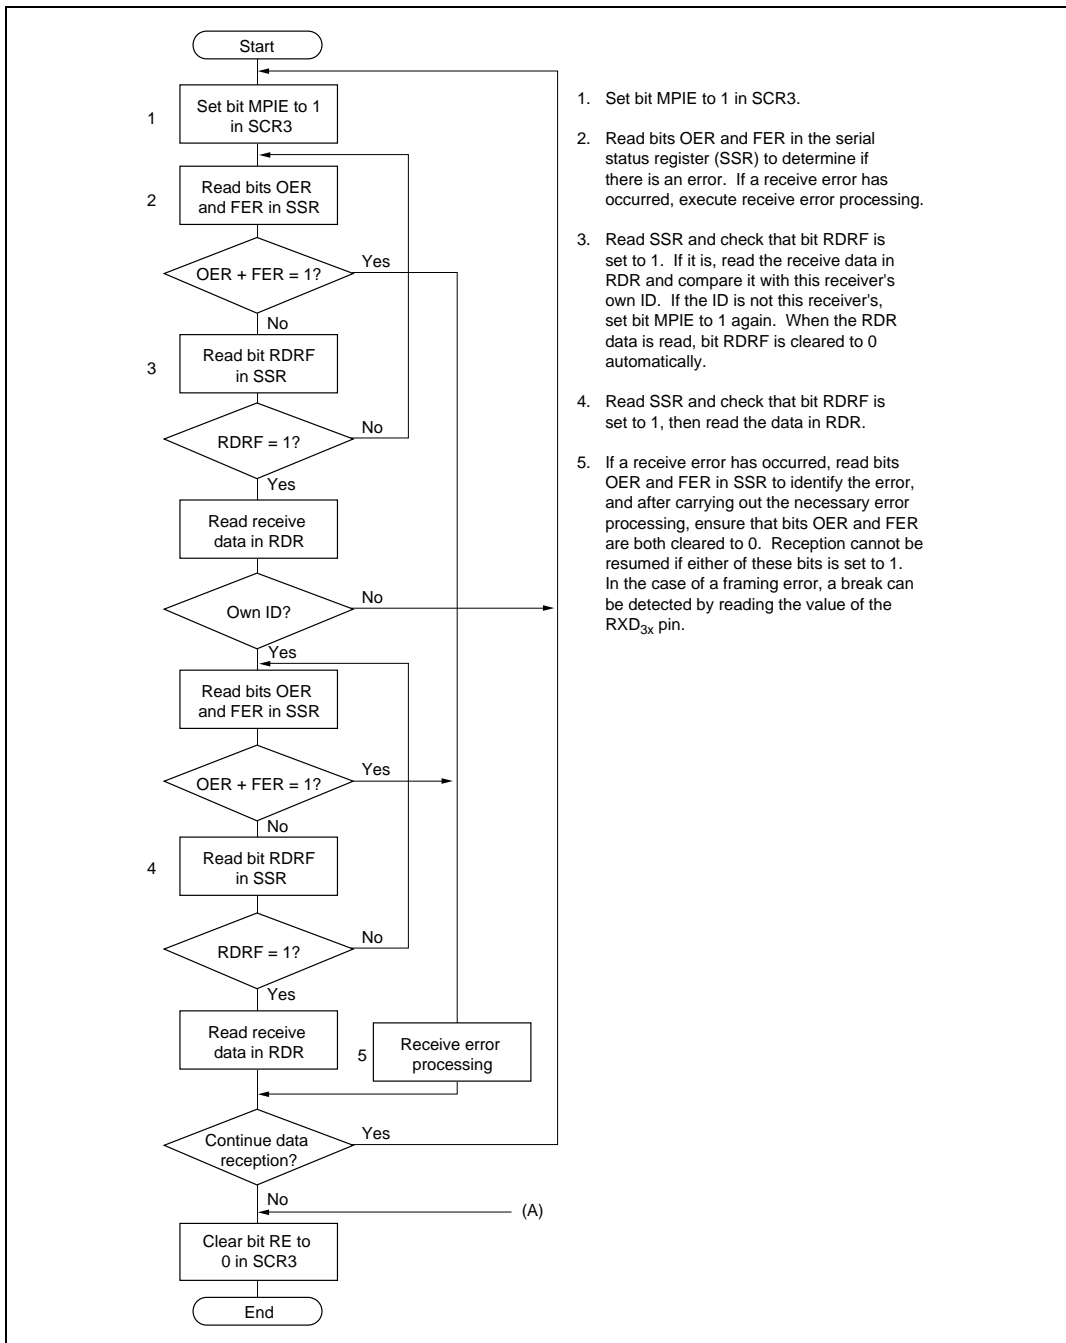 Start
1
Set bit MPIE to 1
in SCR3
2
Read bits OER
and FER in SSR
OER + FER = 1?
Yes
No
3
Read bit RDRF
in SSR
RDRF = 1?
No
Yes
Read receive
data in RDR
Own ID?
No
Yes
Read bits OER
and FER in SSR
OER + FER = 1?
Yes
No
4
Read bit RDRF
in SSR
RDRF = 1?
No
Yes
Read receive
data in RDR
5
Receive error
processing
Continue data
reception?
Yes
No
(A)
Clear bit RE to
0 in SCR3
End
1. Set bit MPIE to 1 in SCR3.
2. Read bits OER and FER in the serial
status register (SSR) to determine if
there is an error. If a receive error has
occurred, execute receive error processing.
3. Read SSR and check that bit RDRF is
set to 1. If it is, read the receive data in
RDR and compare it with this receiver's
own ID. If the ID is not this receiver's,
set bit MPIE to 1 again. When the RDR
data is read, bit RDRF is cleared to 0
automatically.
4. Read SSR and check that bit RDRF is
set to 1, then read the data in RDR.
5. If a receive error has occurred, read bits
OER and FER in SSR to identify the error,
and after carrying out the necessary error
processing, ensure that bits OER and FER
are both cleared to 0. Reception cannot be
resumed if either of these bits is set to 1.
In the case of a framing error, a break can
be detected by reading the value of the
RXD3x pin.